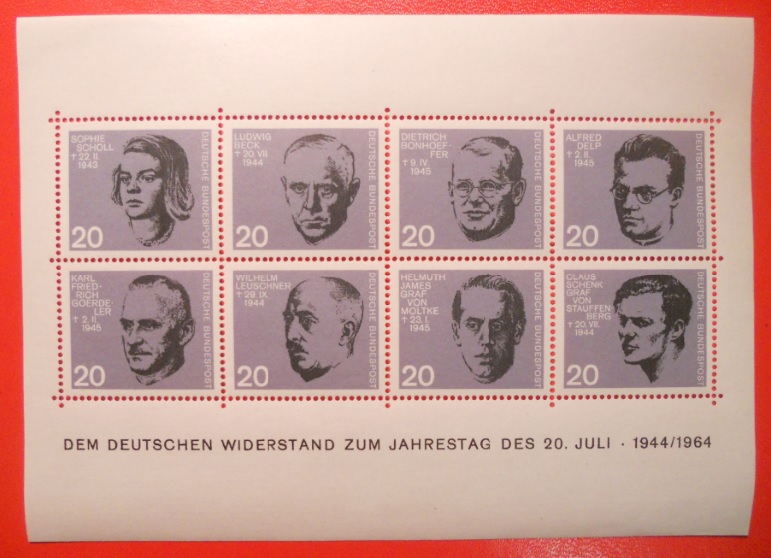 SOPHIE
SCHOLL
† 22. II.
1943
DEUTSCHE BUNDESPOST
20
LUDWIG
BECK
† 20. VII
1944
DEUTSCHE BUNDESPOST
20
DIETRICH
BONHOEF-
FER
† 9. IV.
1945
DEUTSCHE BUNDESPOST
20
ALFRED
DELP
† 2. II.
1945
DEUTSCHE BUNDESPOST
20
KARL
FRIED-
RICH
GOERDE-
LER
† 2. II.
1945
DEUTSCHE BUNDESPOST
20
WILHELM
LEUSCHNER
† 29. IX.
1944
DEUTSCHE BUNDESPOST
20
HELMUTH
JAMES
GRAF
VON
MOLTKE
† 23. I.
1945
DEUTSCHE BUNDESPOST
20
CLAUS
SCHENK
GRAF
VON
STAUFFEN
BERG
† 20. VII.
1944
DEUTSCHE BUNDESPOST
20
DEM DEUTSCHEN WIDERSTAND ZUM JAHRESTAG DES 20. JULI · 1944/1964